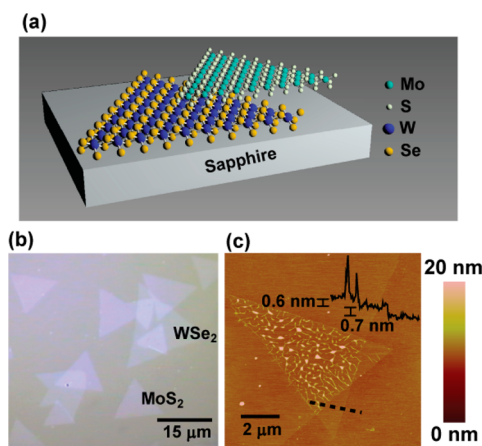 (a)
Mo
S
W
Se
Sapphire
(b)
WSe₂
MoS₂
15 μm
(c)
0.6 nm
0.7 nm
2 μm
20 nm
0 nm